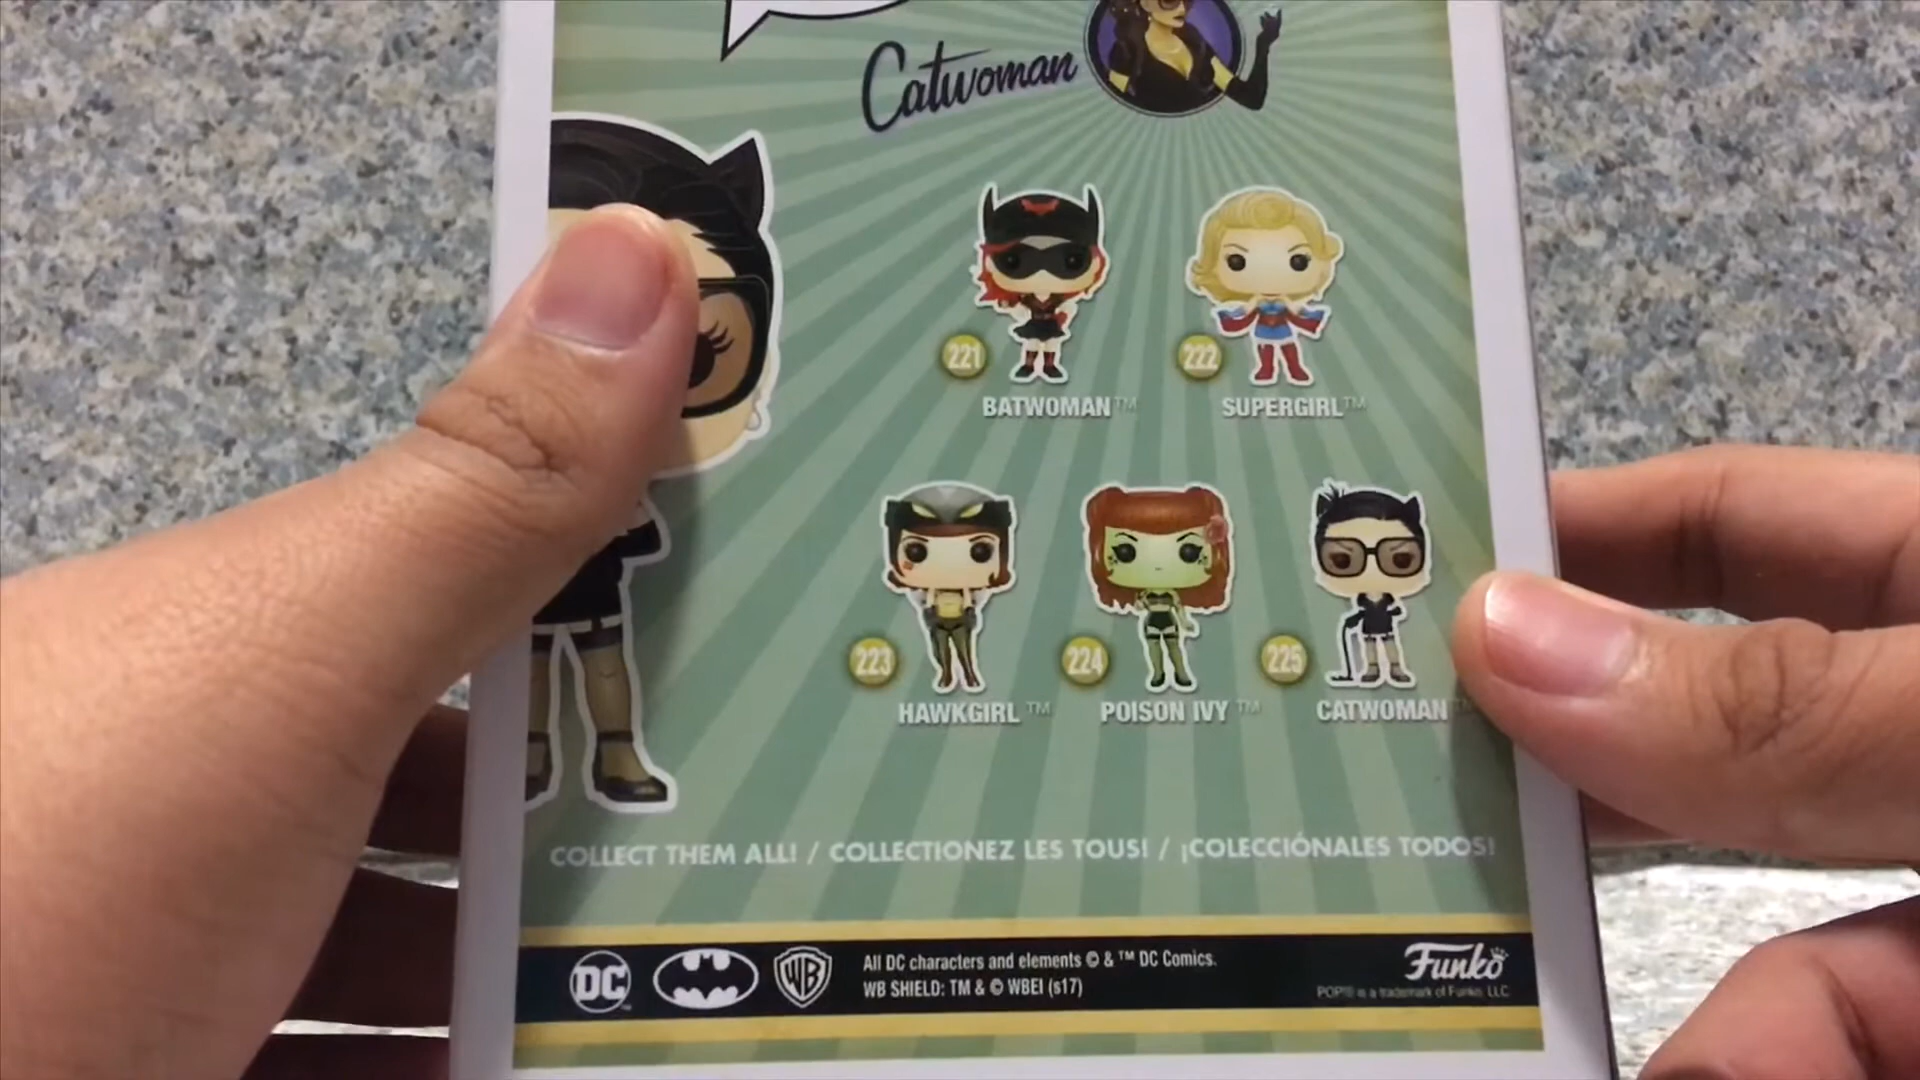 Catwoman
221
BATWOMAN™
222
SUPERGIRL™
223
HAWKGIRL™
224
POISON IVY™
225
CATWOMAN™
COLLECT THEM ALL! / COLLECTIONEZ LES TOUS! / ¡COLECCIÓNALES TODOS!
DC
WB
All DC characters and elements © & ™ DC Comics.
WB SHIELD: TM & © WBEI (s17)
Funko
POP!® is a trademark of Funko, LLC